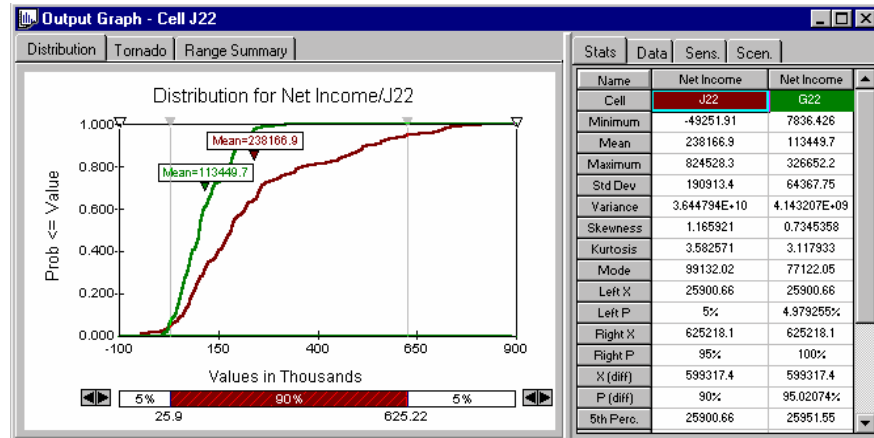 Output Graph - Cell J22
Distribution Tornado Range Summary
Distribution for Net Income/J22
1.000
Mean=238166.9
0.800
Mean=113449.7
0.600
0.400
0.200
0.000
Prob <= Value
-100 150 400 650 900
Values in Thousands
5% 90% 5%
25.9 625.22
Stats Data Sens. Scen.
Name Net Income Net Income
Cell J22 G22
Minimum -49251.91 7836.426
Mean 238166.9 113449.7
Maximum 824528.3 326652.2
Std Dev 190913.4 64367.75
Variance 3.644794E+10 4.143207E+09
Skewness 1.165921 0.7345358
Kurtosis 3.582571 3.117933
Mode 99132.02 77122.05
Left X 25900.66 25900.66
Left P 5% 4.979255%
Right X 625218.1 625218.1
Right P 95% 100%
X (diff) 599317.4 599317.4
P (diff) 90% 95.02074%
5th Perc. 25900.66 25951.55